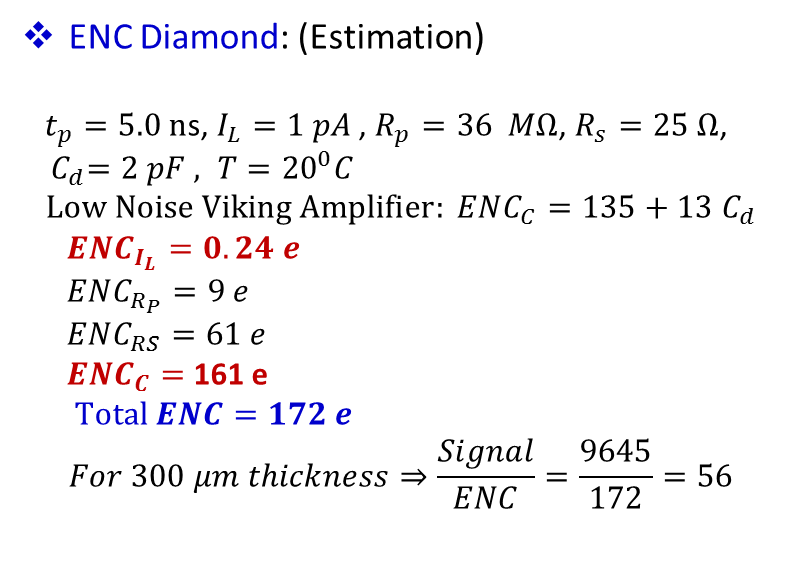 ❖ ENC Diamond: (Estimation)
t_p = 5.0 ns, I_L = 1 pA , R_p = 36 MΩ, R_s = 25 Ω,
C_d = 2 pF , T = 20⁰C
Low Noise Viking Amplifier: ENC_C = 135 + 13 C_d
ENC_{I_L} = 0.24 e
ENC_{R_P} = 9 e
ENC_{RS} = 61 e
ENC_C = 161 e
Total ENC = 172 e
For 300 μm thickness ⇒ Signal/ENC = 9645/172 = 56